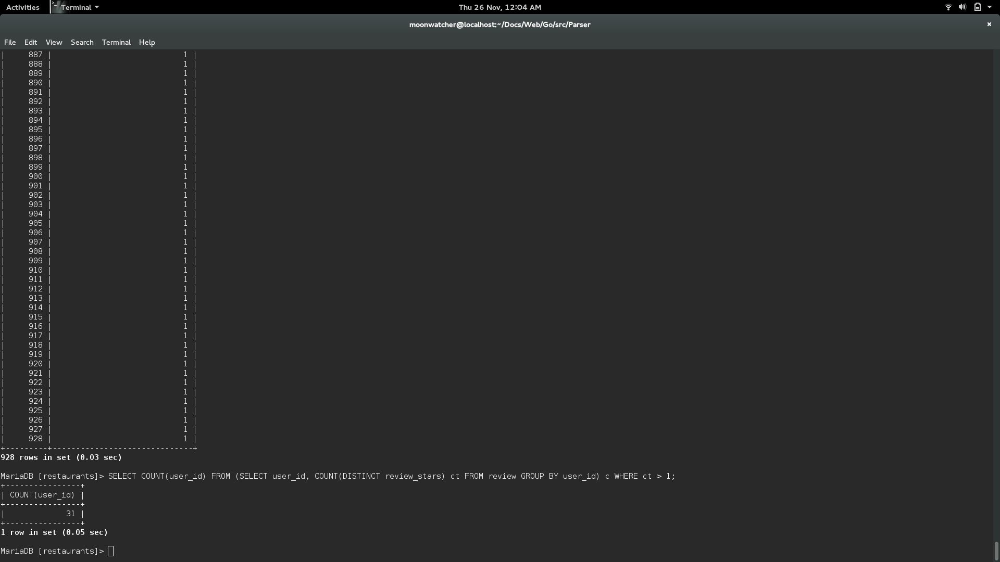 Activities Terminal Thu 26 Nov, 12:04 AM
moonwatcher@localhost:~/Docs/Web/Go/src/Parser ×
File Edit View Search Terminal Help
| 887 | 1 |
| 888 | 1 |
| 889 | 1 |
| 890 | 1 |
| 891 | 1 |
| 892 | 1 |
| 893 | 1 |
| 894 | 1 |
| 895 | 1 |
| 896 | 1 |
| 897 | 1 |
| 898 | 1 |
| 899 | 1 |
| 900 | 1 |
| 901 | 1 |
| 902 | 1 |
| 903 | 1 |
| 904 | 1 |
| 905 | 1 |
| 906 | 1 |
| 907 | 1 |
| 908 | 1 |
| 909 | 1 |
| 910 | 1 |
| 911 | 1 |
| 912 | 1 |
| 913 | 1 |
| 914 | 1 |
| 915 | 1 |
| 916 | 1 |
| 917 | 1 |
| 918 | 1 |
| 919 | 1 |
| 920 | 1 |
| 921 | 1 |
| 922 | 1 |
| 923 | 1 |
| 924 | 1 |
| 925 | 1 |
| 926 | 1 |
| 927 | 1 |
| 928 | 1 |
+---------+------------------------------+
928 rows in set (0.03 sec)
MariaDB [restaurants]> SELECT COUNT(user_id) FROM (SELECT user_id, COUNT(DISTINCT review_stars) ct FROM review GROUP BY user_id) c WHERE ct > 1;
+----------------+
| COUNT(user_id) |
+----------------+
| 31 |
+----------------+
1 row in set (0.05 sec)
MariaDB [restaurants]>